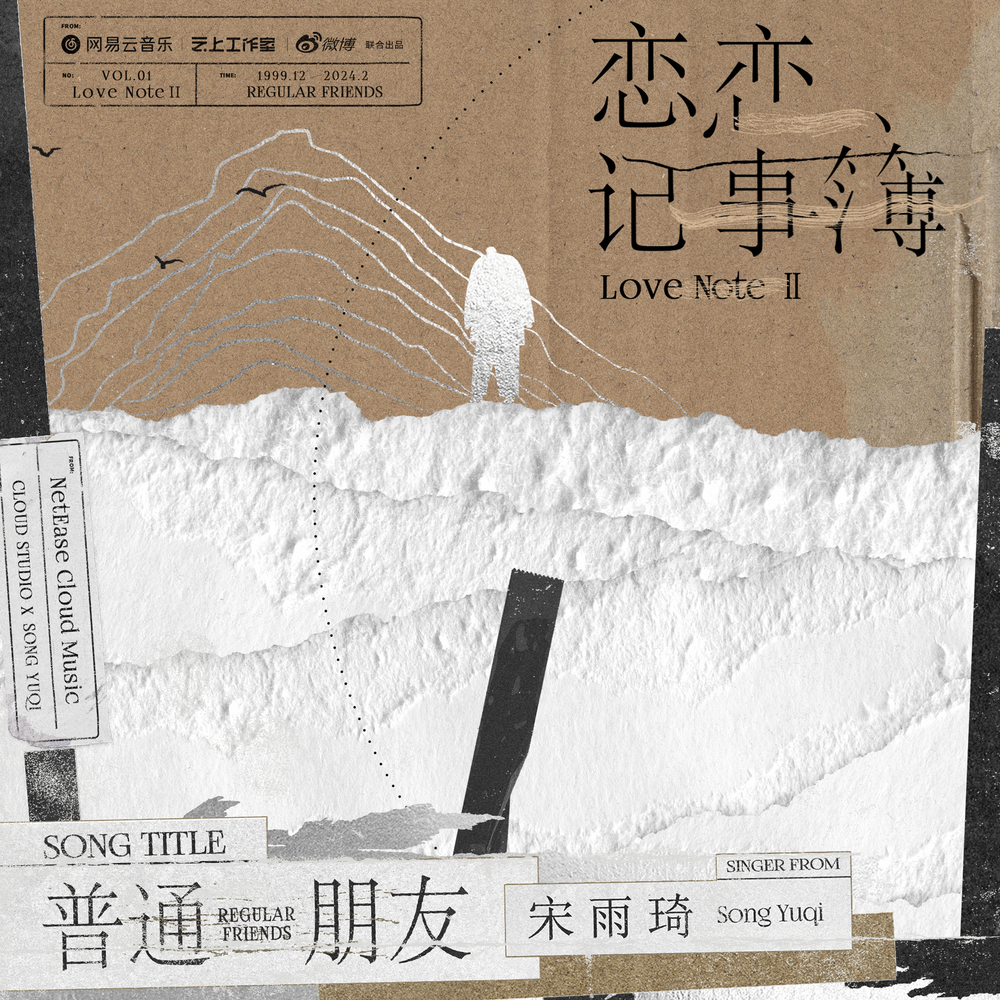 FROM:
网易云音乐 云上工作室 微博 联合出品
NO: VOL.01
Love Note II
TIME: 1999.12 2024.2
REGULAR FRIENDS
恋恋
记事簿
Love Note II
FROM:
NetEase Cloud Music
CLOUD STUDIO X SONG YUQI
SONG TITLE
普通朋友
REGULAR
FRIENDS
SINGER FROM
宋雨琦 Song Yuqi